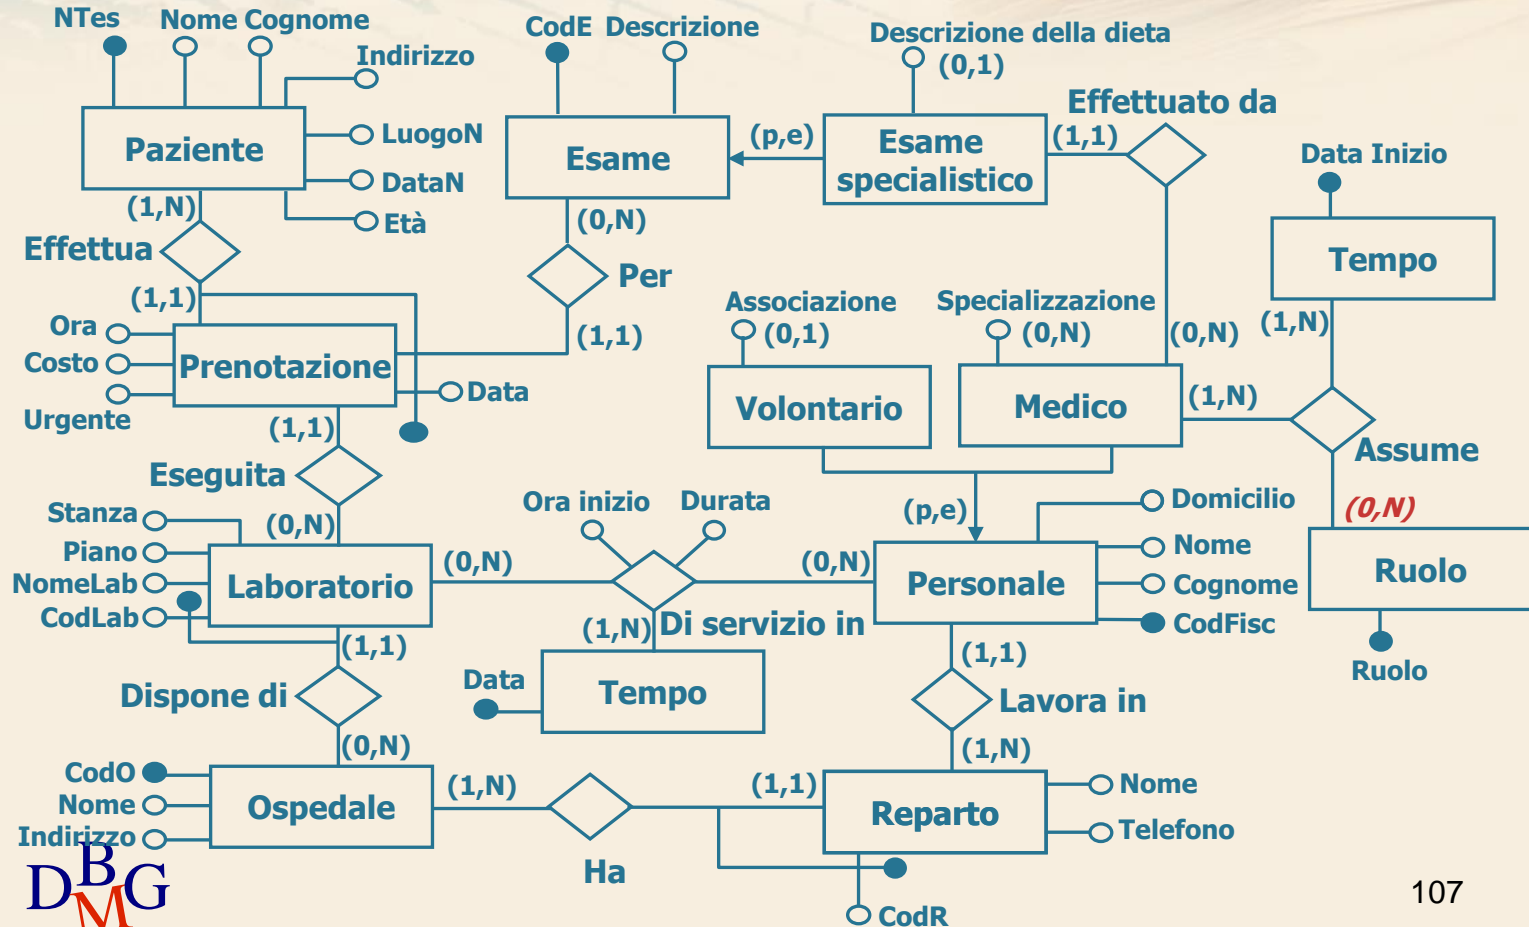 NTes
Nome Cognome
CodE Descrizione
Descrizione della dieta
(0,1)
Indirizzo
Effettuato da
Paziente
LuogoN
DataN
Età
Esame
(p,e)
Esame
specialistico
(1,1)
Data Inizio
(1,N)
(0,N)
Effettua
Per
Tempo
(1,1)
Associazione
(0,1)
Specializzazione
(0,N)
(0,N)
(1,N)
Ora
Costo
Urgente
Prenotazione
(1,1)
Data
Volontario
Medico
(1,N)
(1,1)
Eseguita
Assume
Stanza
Piano
NomeLab
CodLab
(0,N)
Laboratorio
Ora inizio
Durata
(p,e)
Domicilio
Nome
Cognome
CodFisc
(0,N)
Ruolo
Ruolo
(0,N)
(0,N)
Personale
(1,1)
(1,N)
Di servizio in
(1,1)
Dispone di
Data
Tempo
Lavora in
(0,N)
(1,N)
CodO
Nome
Indirizzo
Ospedale
(1,N)
(1,1)
Reparto
Nome
Telefono
Ha
CodR
DBMG
107